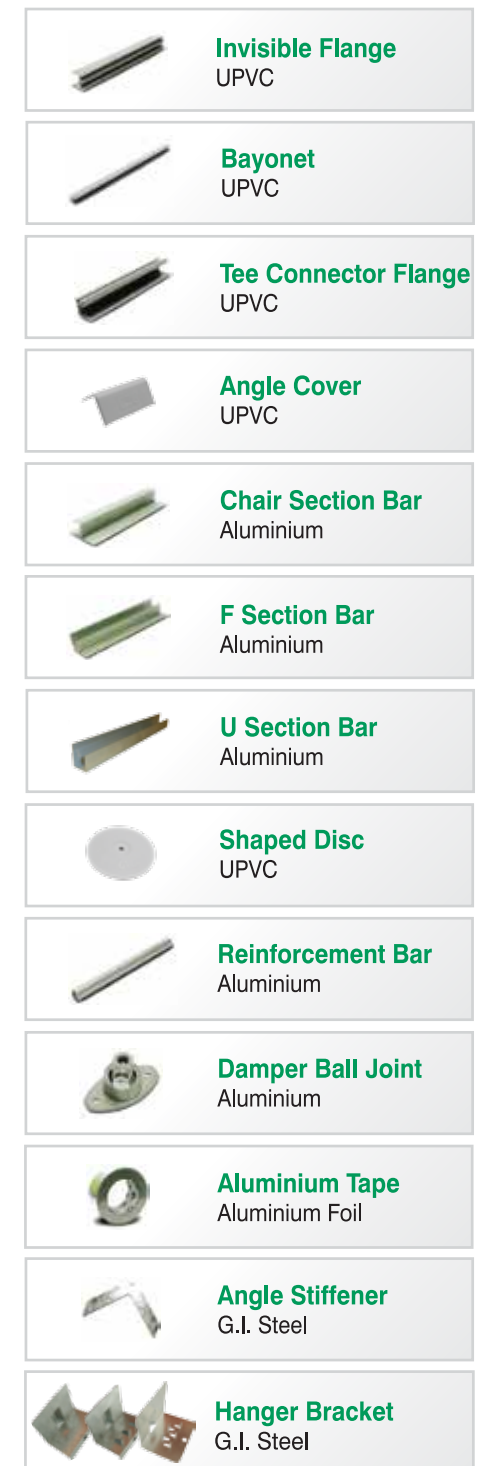 Invisible Flange
UPVC
Bayonet
UPVC
Tee Connector Flange
UPVC
Angle Cover
UPVC
Chair Section Bar
Aluminium
F Section Bar
Aluminium
U Section Bar
Aluminium
Shaped Disc
UPVC
Reinforcement Bar
Aluminium
Damper Ball Joint
Aluminium
Aluminium Tape
Aluminium Foil
Angle Stiffener
G.I. Steel
Hanger Bracket
G.I. Steel